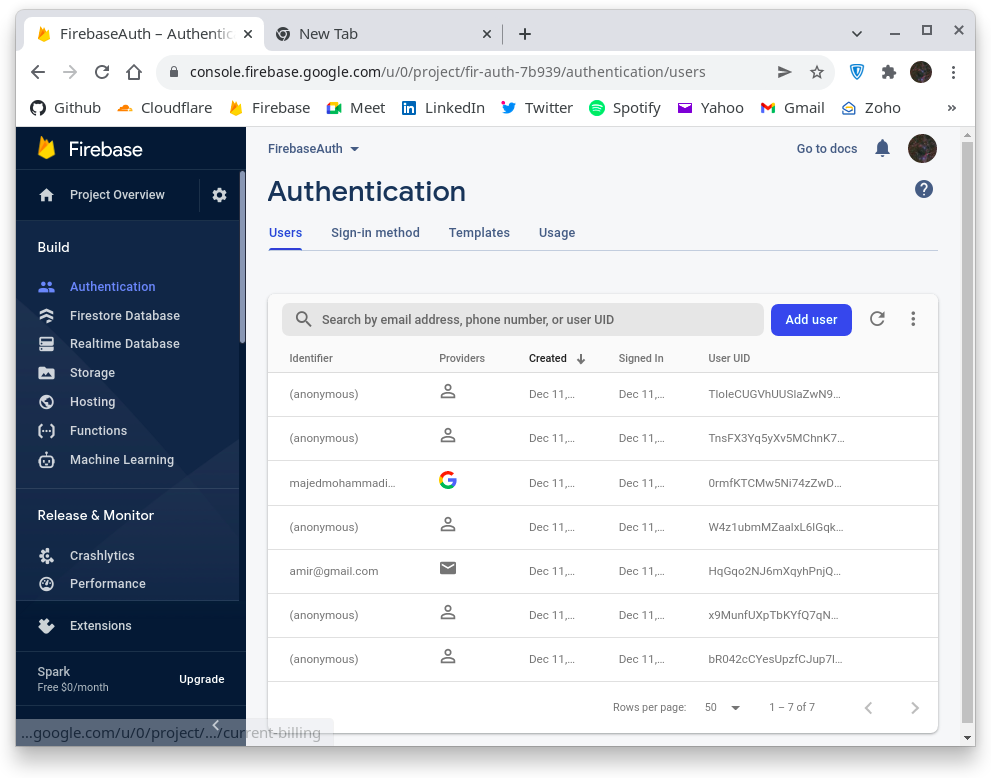 FirebaseAuth – Authentic
New Tab
console.firebase.google.com/u/0/project/fir-auth-7b939/authentication/users
Github Cloudflare Firebase Meet LinkedIn Twitter Spotify Yahoo Gmail Zoho »
Firebase
Project Overview
Build
Authentication
Firestore Database
Realtime Database
Storage
Hosting
Functions
Machine Learning
Release & Monitor
Crashlytics
Performance
Extensions
Spark
Free $0/month
Upgrade
...google.com/u/0/project/.../current-billing
FirebaseAuth
Go to docs
Authentication
Users Sign-in method Templates Usage
Search by email address, phone number, or user UID
Add user
Identifier Providers Created Signed In User UID
(anonymous) Dec 11,... Dec 11,... TIoIeCUGVhUUSIaZwN9...
(anonymous) Dec 11,... Dec 11,... TnsFX3Yq5yXv5MChnK7...
majedmohammadi... Dec 11,... Dec 11,... 0rmfKTCMw5Ni74zZwD...
(anonymous) Dec 11,... Dec 11,... W4z1ubmMZaaIxL6IGqk...
amir@gmail.com Dec 11,... Dec 11,... HqGqo2NJ6mXqyhPnjQ...
(anonymous) Dec 11,... Dec 11,... x9MunfUXpTbKYfQ7qN...
(anonymous) Dec 11,... Dec 11,... bR042cCYesUpzfCJup7I...
Rows per page: 50 1 – 7 of 7